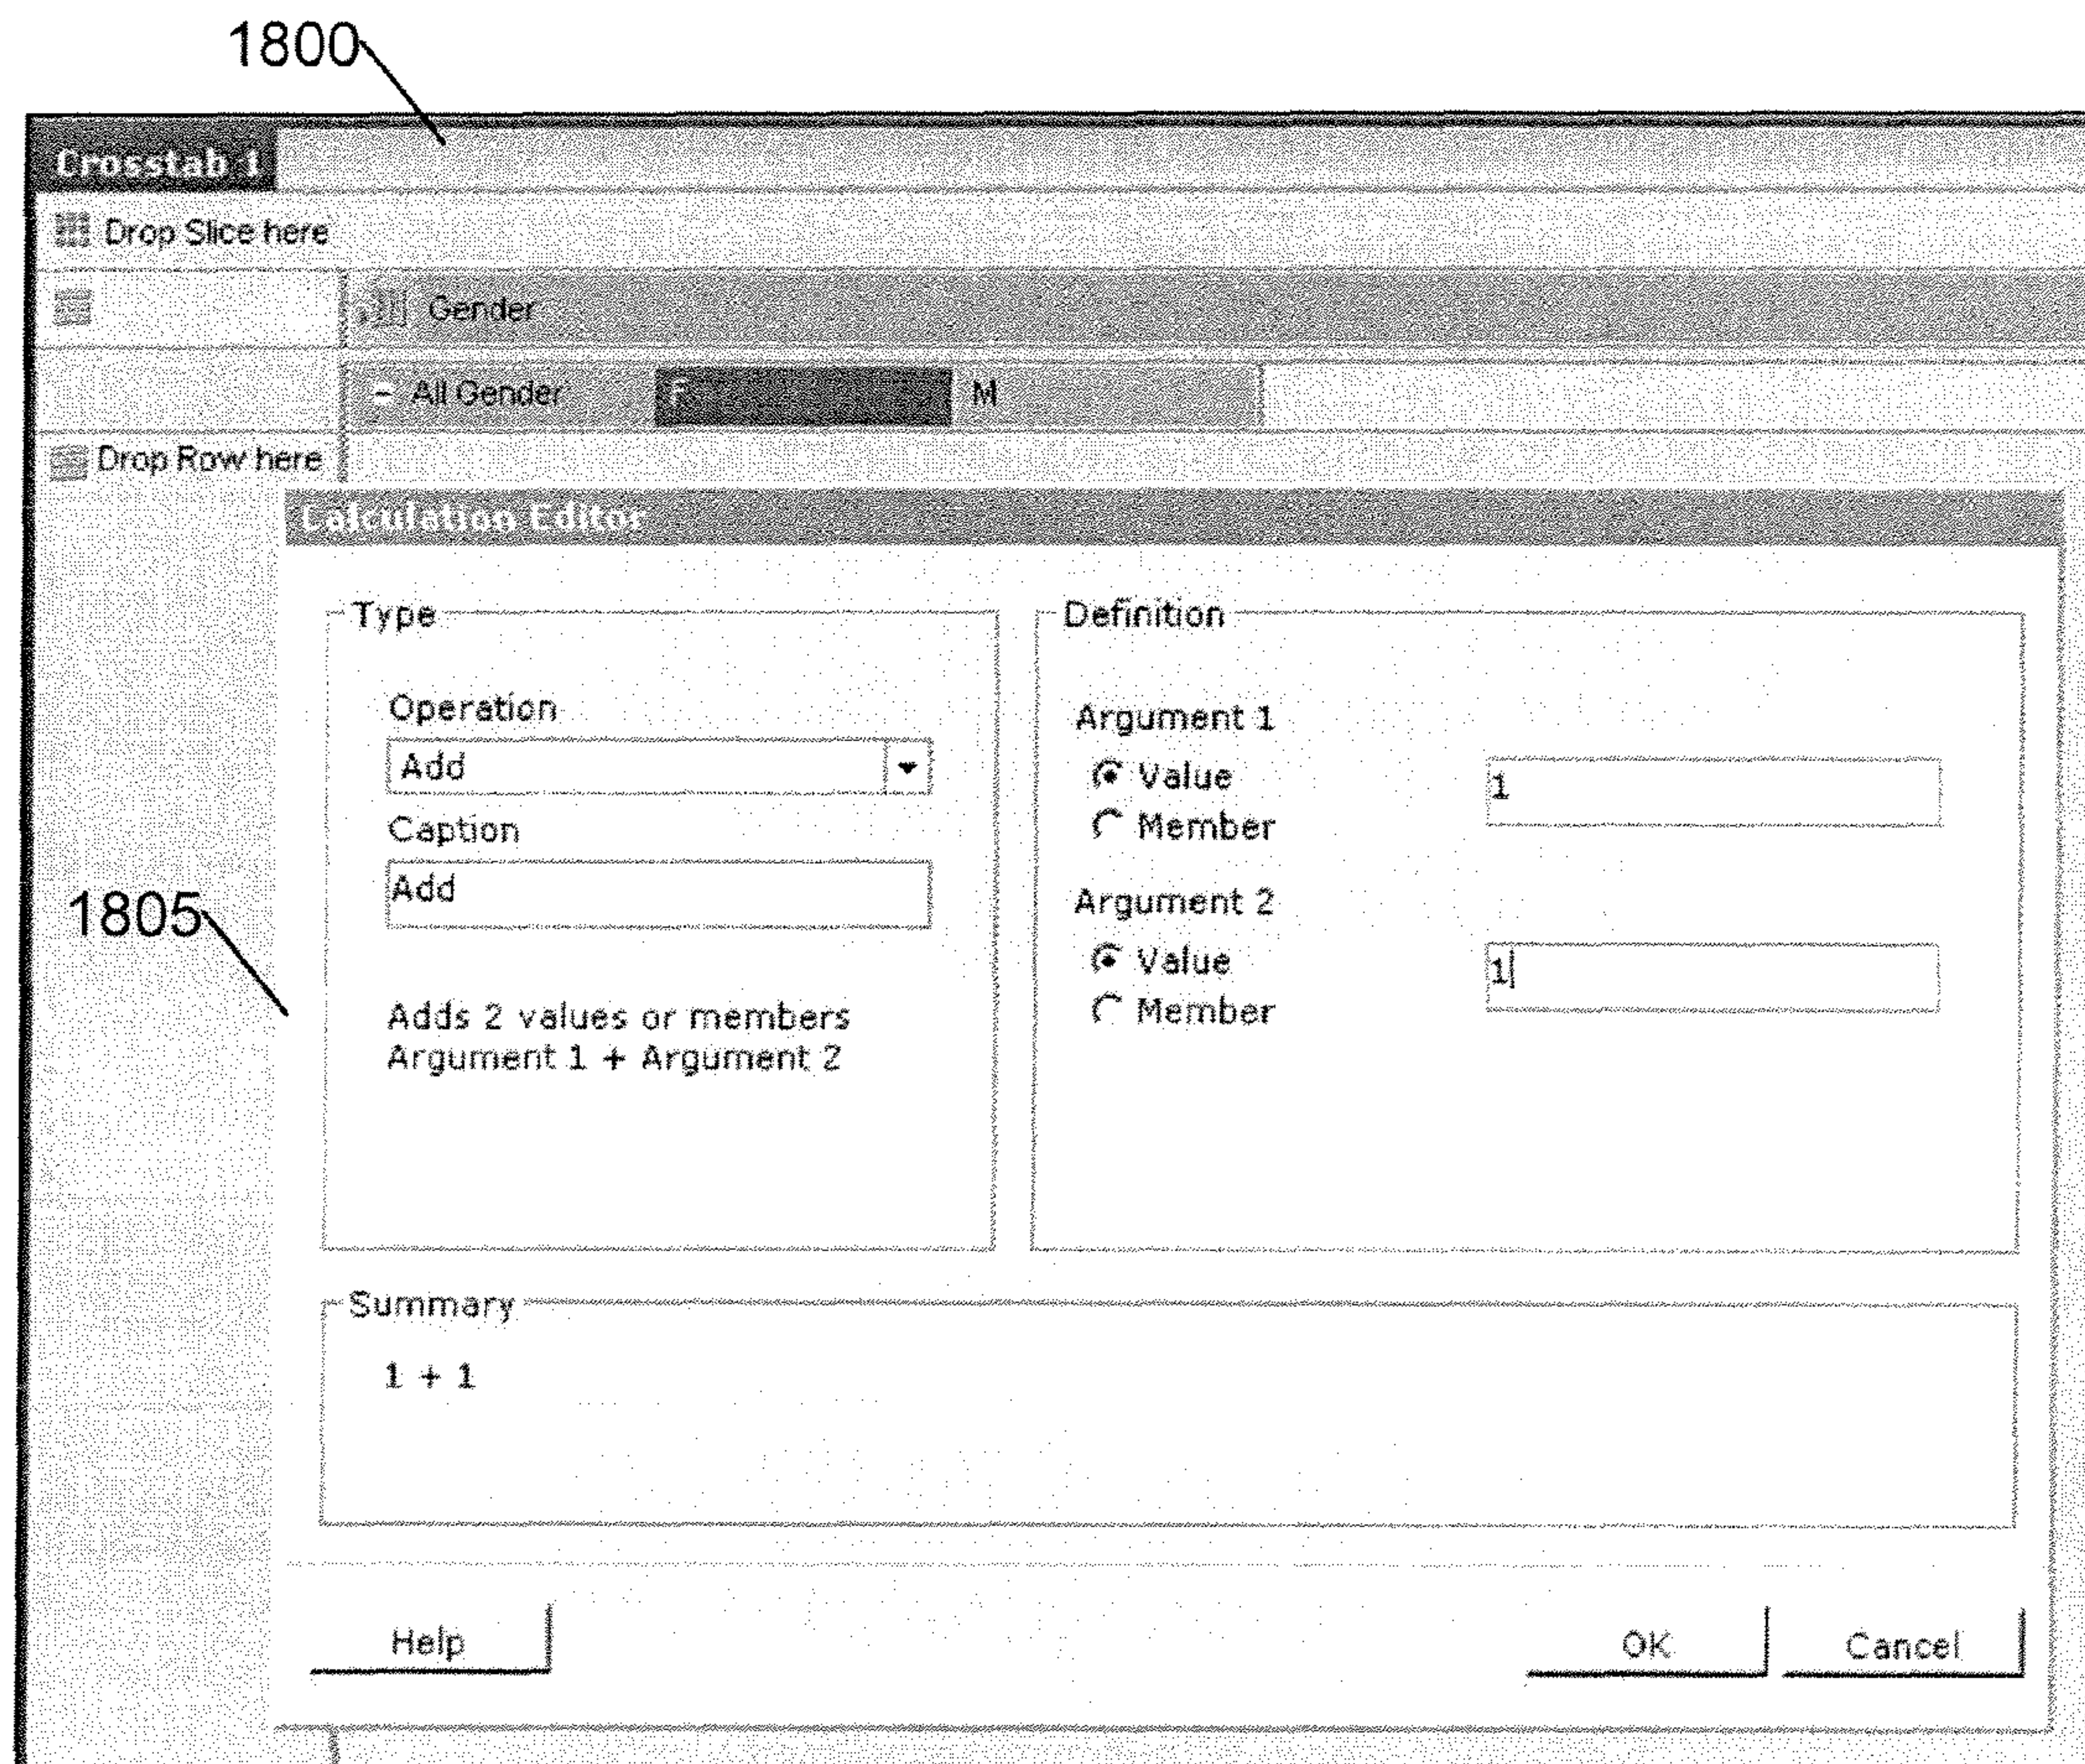 1800
Crosstab 1
Drop Slice here
Gender
- All Gender F M
Drop Row here
Calculation Editor
Type
Definition
Operation
Argument 1
Add
Value
1
Member
Caption
Add
Argument 2
1805
Value
1
Member
Adds 2 values or members
Argument 1 + Argument 2
Summary
1 + 1
Help
OK
Cancel